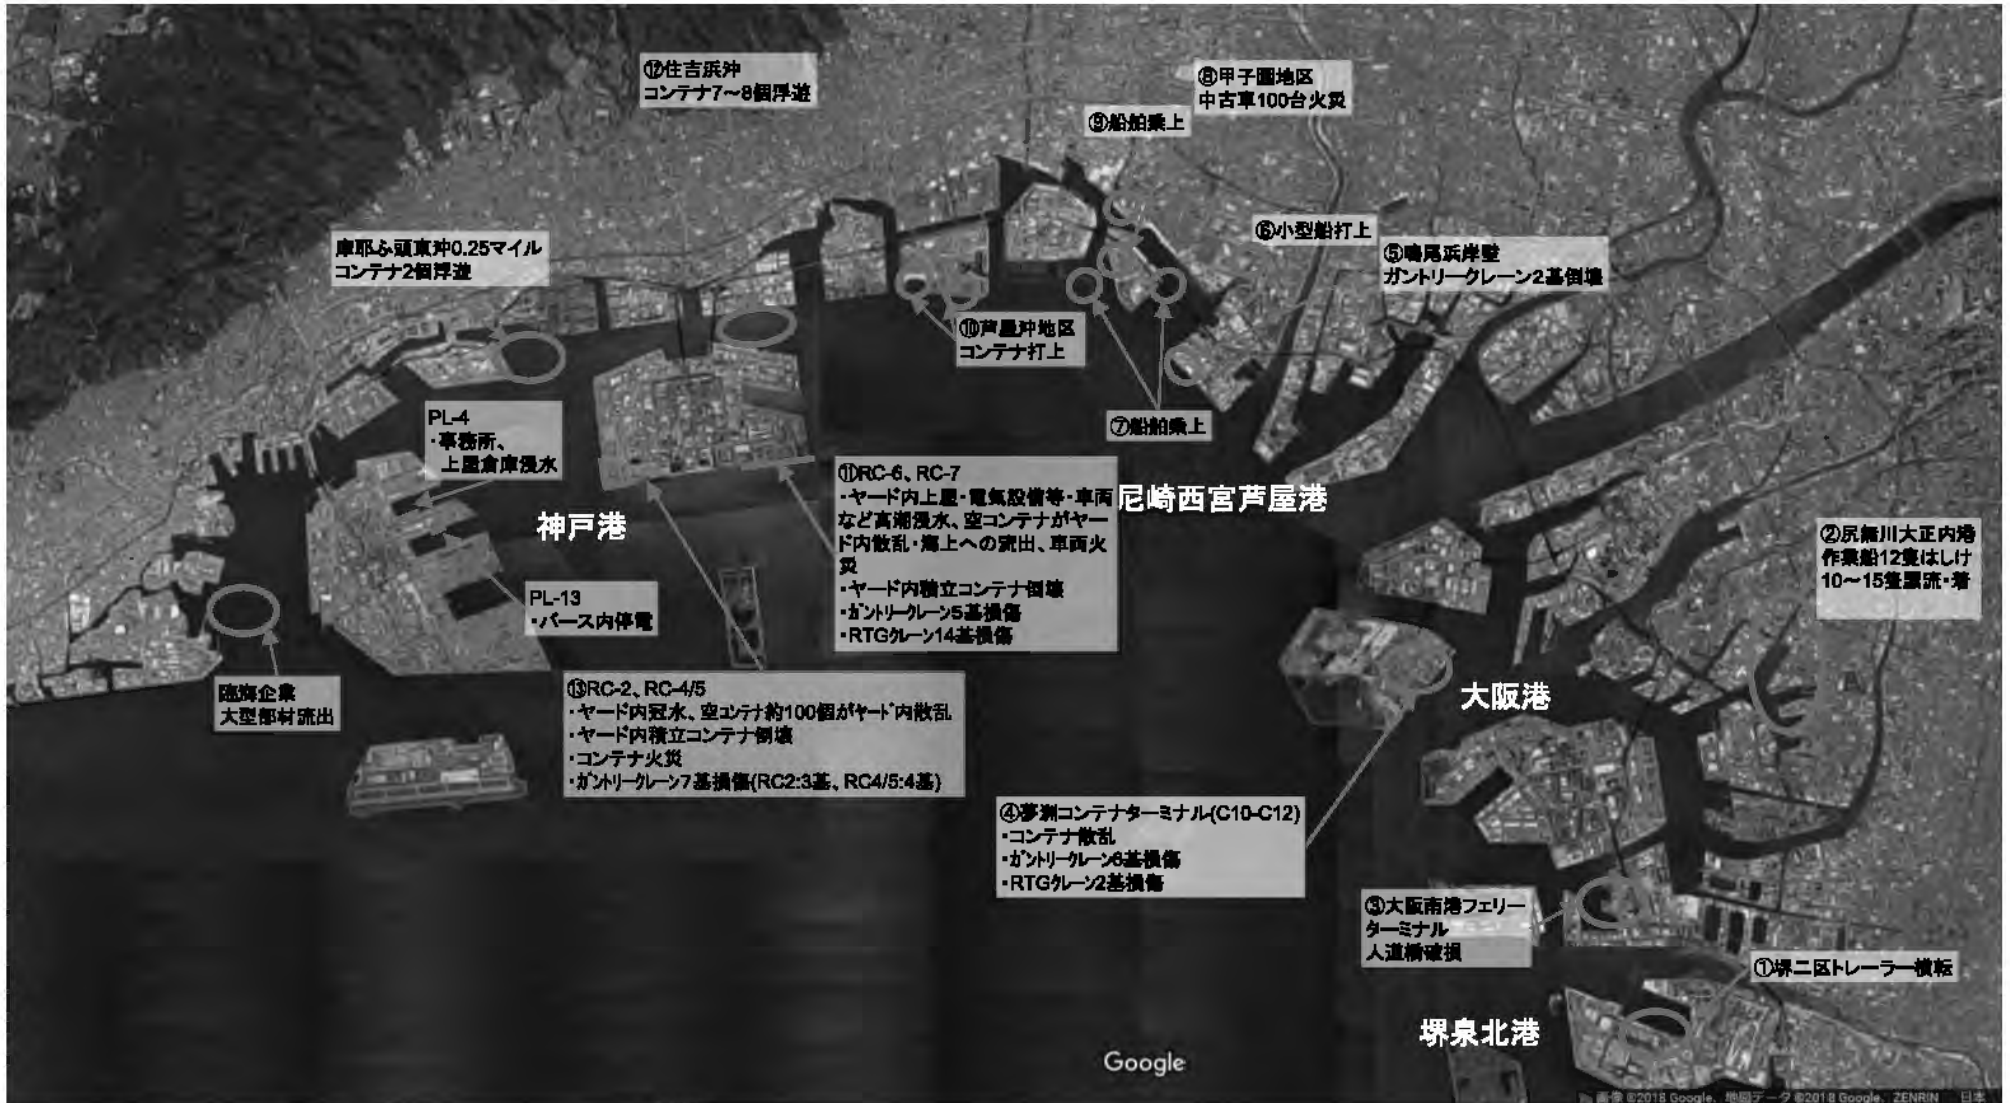 ⑫住吉浜沖
コンテナ7～8個浮遊
⑧甲子園地区
中古車100台火災
⑨船舶乗上
⑥小型船打上
⑤鳴尾浜岸壁
ガントリークレーン2基倒壊
摩耶ふ頭東沖0.25マイル
コンテナ2個浮遊
⑩芦屋沖地区
コンテナ打上
⑦船舶乗上
PL-4
・事務所、
上屋倉庫浸水
神戸港
⑪RC-6、RC-7
・ヤード内上屋・電気設備等・車両
など高潮浸水、空コンテナがヤー
ド内散乱・海上への流出、車両火
災
・ヤード内積立コンテナ倒壊
・ガントリークレーン5基損傷
・RTGクレーン14基損傷
尼崎西宮芦屋港
②尻無川大正内港
作業船12隻はしけ
10～15隻漂流・着
PL-13
・バース内停電
臨海企業
大型部材流出
⑬RC-2、RC-4/5
・ヤード内冠水、空コンテナ約100個がヤード内散乱
・ヤード内積立コンテナ倒壊
・コンテナ火災
・ガントリークレーン7基損傷(RC2:3基、RC4/5:4基)
大阪港
④夢洲コンテナターミナル(C10-C12)
・コンテナ散乱
・ガントリークレーン6基損傷
・RTGクレーン2基損傷
③大阪南港フェリー
ターミナル
人道橋破損
①堺二区トレーラー横転
堺泉北港
Google
画像 ©2018 Google、地図データ ©2018 Google、ZENRIN 日本